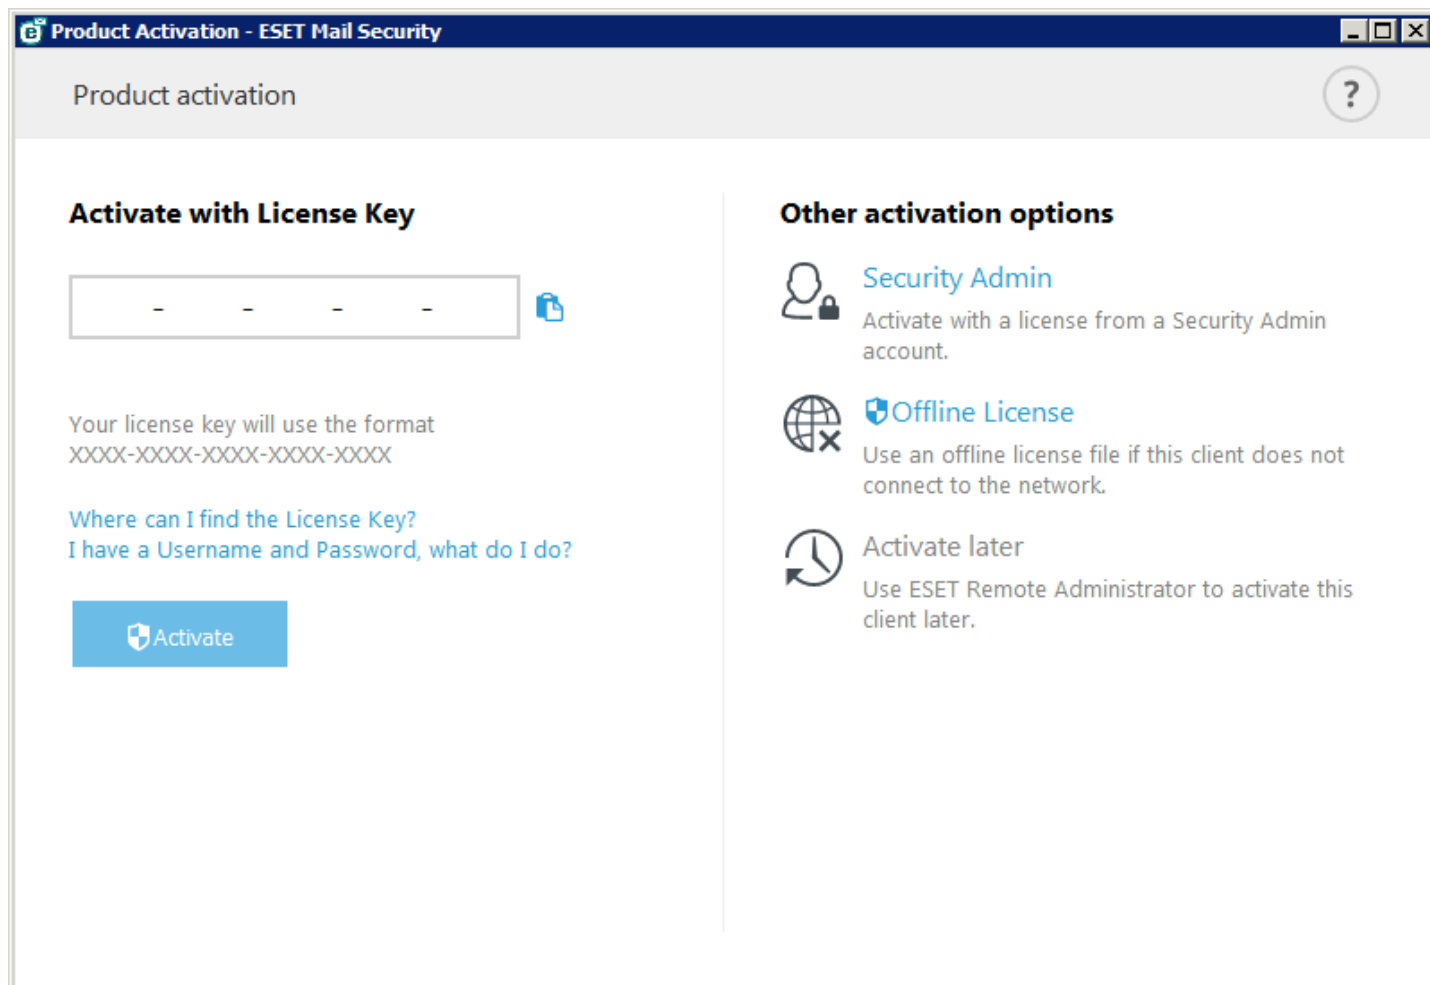 Product Activation - ESET Mail Security
Product activation
?
Activate with License Key
- - - -
Your license key will use the format
XXXX-XXXX-XXXX-XXXX-XXXX
Where can I find the License Key?
I have a Username and Password, what do I do?
Activate
Other activation options
Security Admin
Activate with a license from a Security Admin
account.
Offline License
Use an offline license file if this client does not
connect to the network.
Activate later
Use ESET Remote Administrator to activate this
client later.